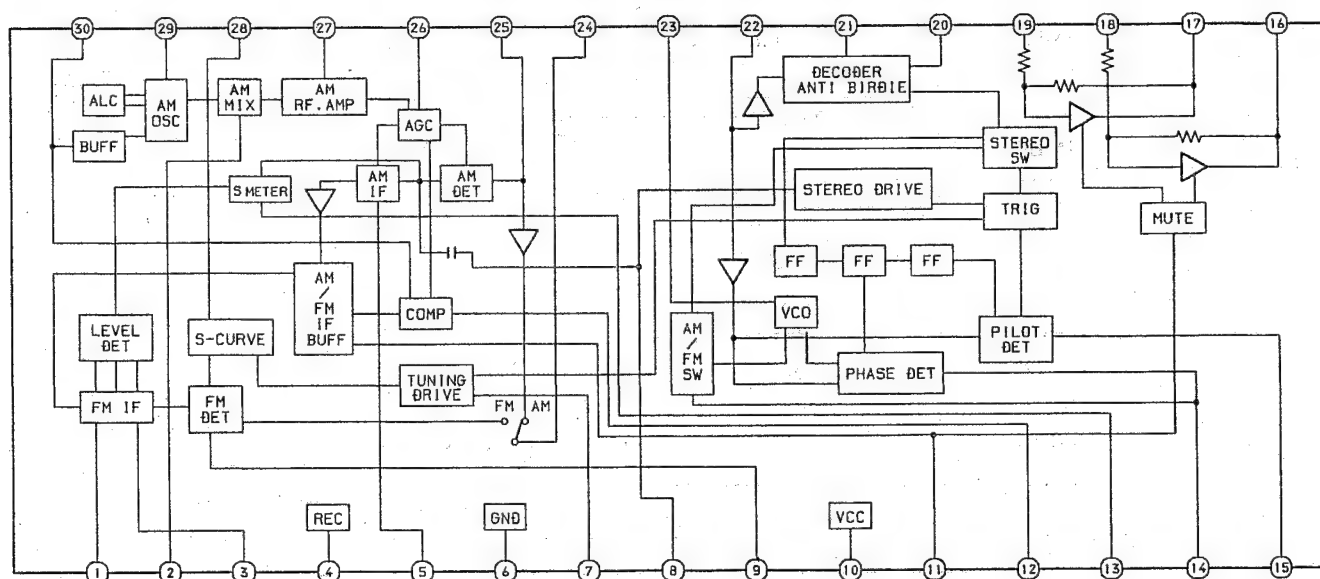 30 29 28 27 26 25 24 23 22 21 20 19 18 17 16
ALC
AM OSC
AM MIX
AM RF.AMP
DECODER
ANTI BIRDIE
BUFF
AGC
STEREO SW
S METER
AM IF
AM DET
STEREO DRIVE
TRIG
MUTE
AM / FM IF BUFF
COMP
FF FF FF
VCO
LEVEL DET
S-CURVE
AM / FM SW
PILOT DET
TUNING DRIVE
PHASE DET
FM IF
FM DET
FM AM
REC
GND
VCC
1 2 3 4 5 6 7 8 9 10 11 12 13 14 15